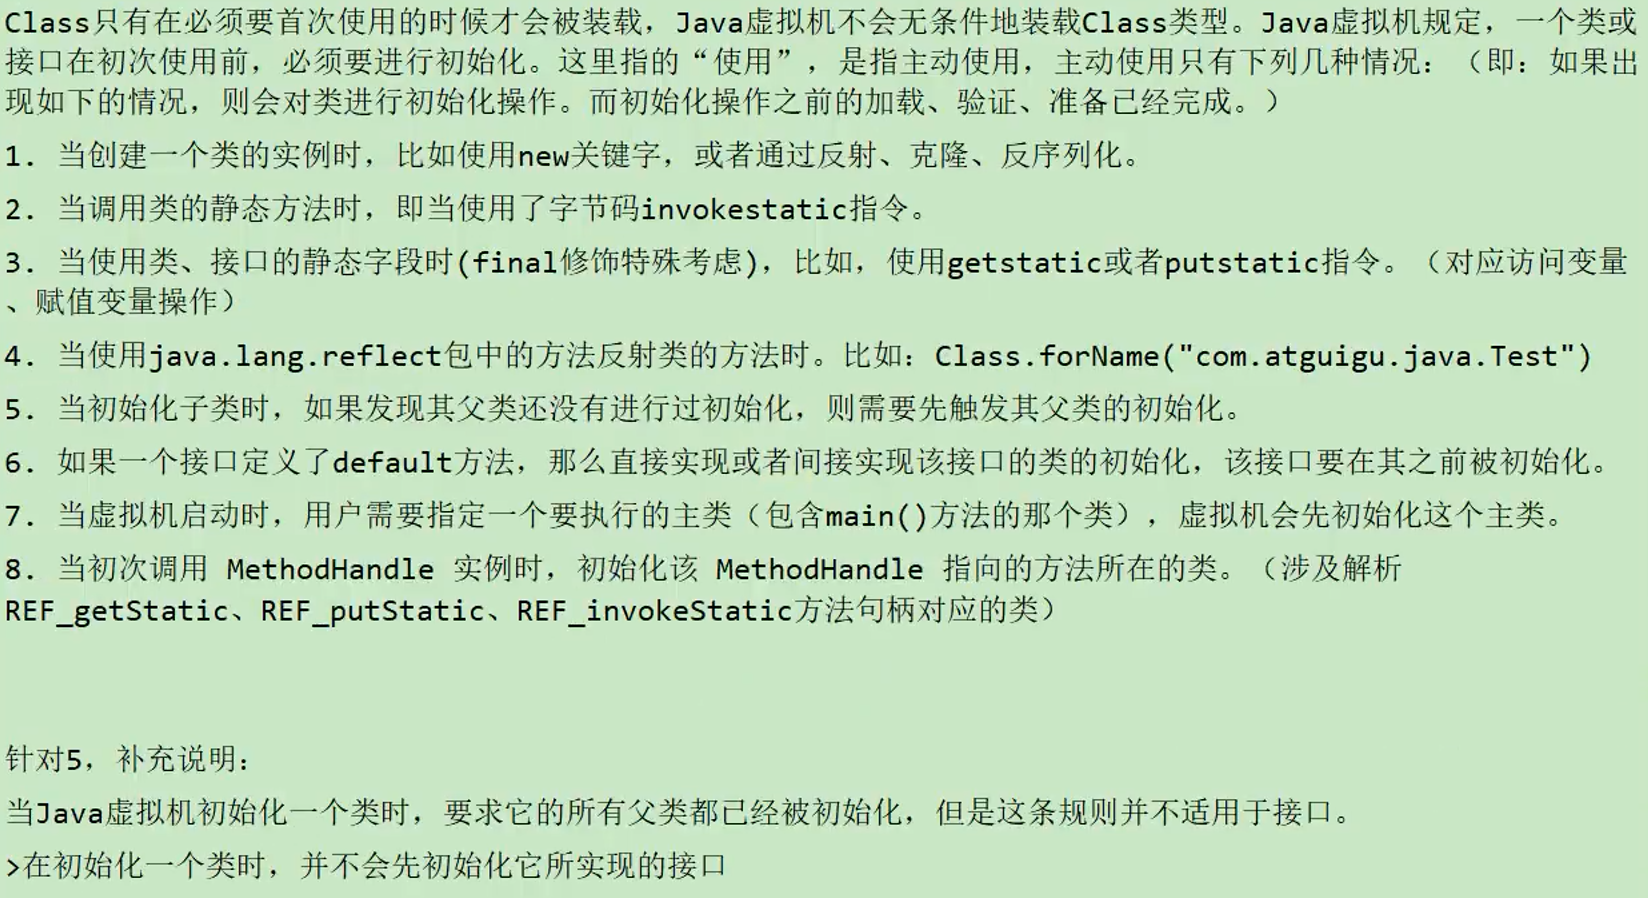 Class只有在必须要首次使用的时候才会被装载，Java虚拟机不会无条件地装载Class类型。Java虚拟机规定，一个类或
接口在初次使用前，必须要进行初始化。这里指的“使用”，是指主动使用，主动使用只有下列几种情况：（即：如果出
现如下的情况，则会对类进行初始化操作。而初始化操作之前的加载、验证、准备已经完成。）
1. 当创建一个类的实例时，比如使用new关键字，或者通过反射、克隆、反序列化。
2. 当调用类的静态方法时，即当使用了字节码invokestatic指令。
3. 当使用类、接口的静态字段时(final修饰特殊考虑)，比如，使用getstatic或者putstatic指令。（对应访问变量
、赋值变量操作）
4. 当使用java.lang.reflect包中的方法反射类的方法时。比如：Class.forName("com.atguigu.java.Test")
5. 当初始化子类时，如果发现其父类还没有进行过初始化，则需要先触发其父类的初始化。
6. 如果一个接口定义了default方法，那么直接实现或者间接实现该接口的类的初始化，该接口要在其之前被初始化。
7. 当虚拟机启动时，用户需要指定一个要执行的主类（包含main()方法的那个类），虚拟机会先初始化这个主类。
8. 当初次调用 MethodHandle 实例时，初始化该 MethodHandle 指向的方法所在的类。（涉及解析
REF_getStatic、REF_putStatic、REF_invokeStatic方法句柄对应的类）
针对5，补充说明：
当Java虚拟机初始化一个类时，要求它的所有父类都已经被初始化，但是这条规则并不适用于接口。
>在初始化一个类时，并不会先初始化它所实现的接口